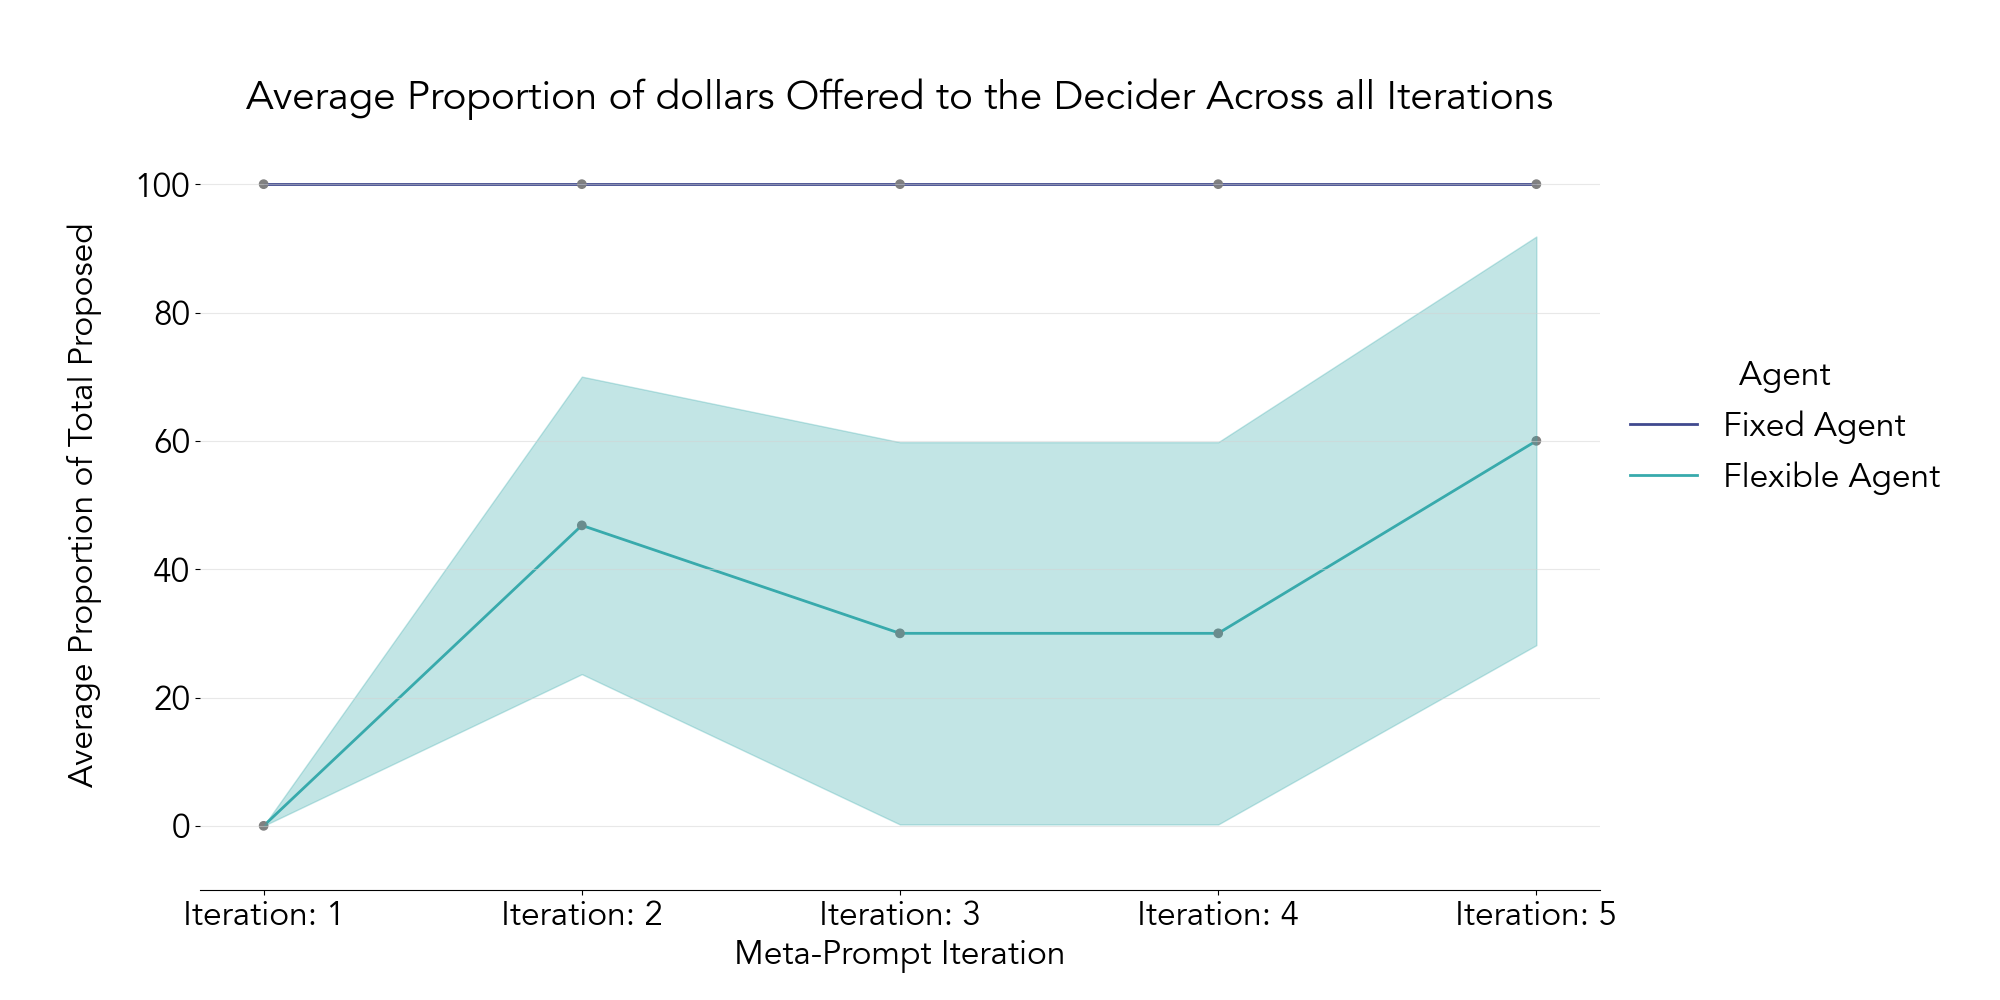 Average Proportion of dollars Offered to the Decider Across all Iterations
Average Proportion of Total Proposed
100
80
60
40
20
0
Iteration: 1
Iteration: 2
Iteration: 3
Iteration: 4
Iteration: 5
Meta-Prompt Iteration
Agent
Fixed Agent
Flexible Agent